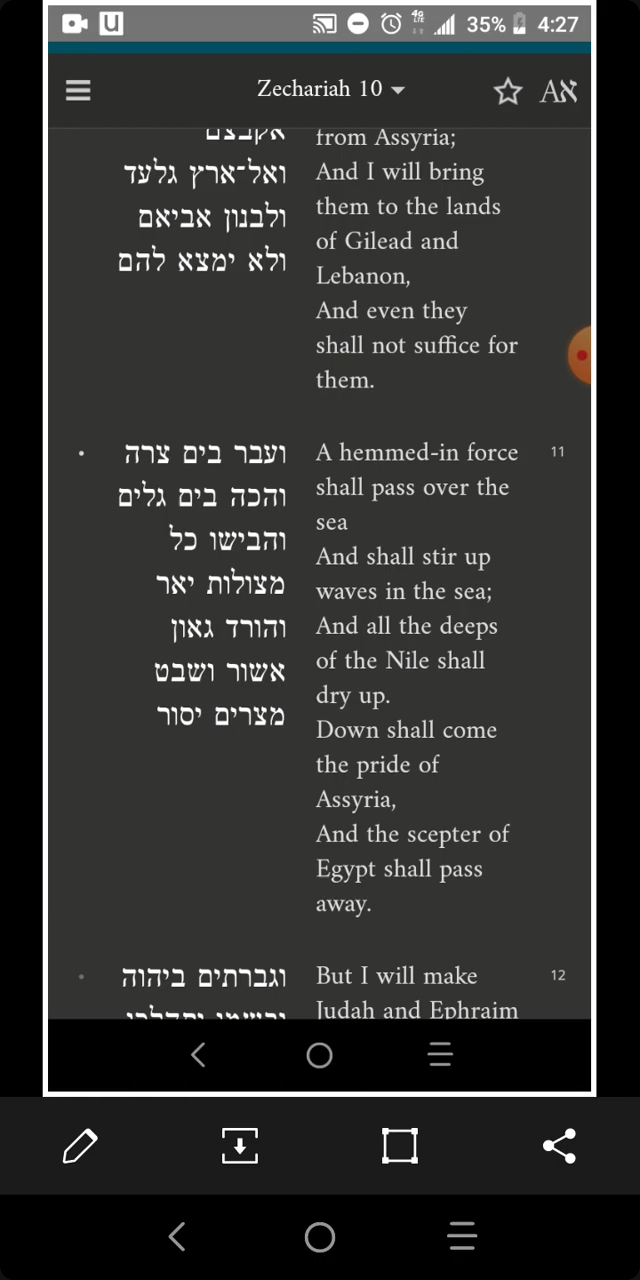 35% 4:27
Zechariah 10
Aא
אקבצם
ואל־ארץ גלעד
ולבנון אביאם
ולא ימצא להם
from Assyria;
And I will bring
them to the lands
of Gilead and
Lebanon,
And even they
shall not suffice for
them.
ועבר בים צרה
והכה בים גלים
והבישו כל
מצולות יאר
והורד גאון
אשור ושבט
מצרים יסור
A hemmed-in force
shall pass over the
sea
And shall stir up
waves in the sea;
And all the deeps
of the Nile shall
dry up.
Down shall come
the pride of
Assyria,
And the scepter of
Egypt shall pass
away.
11
וגברתים ביהוה
But I will make
Judah and Ephraim
12